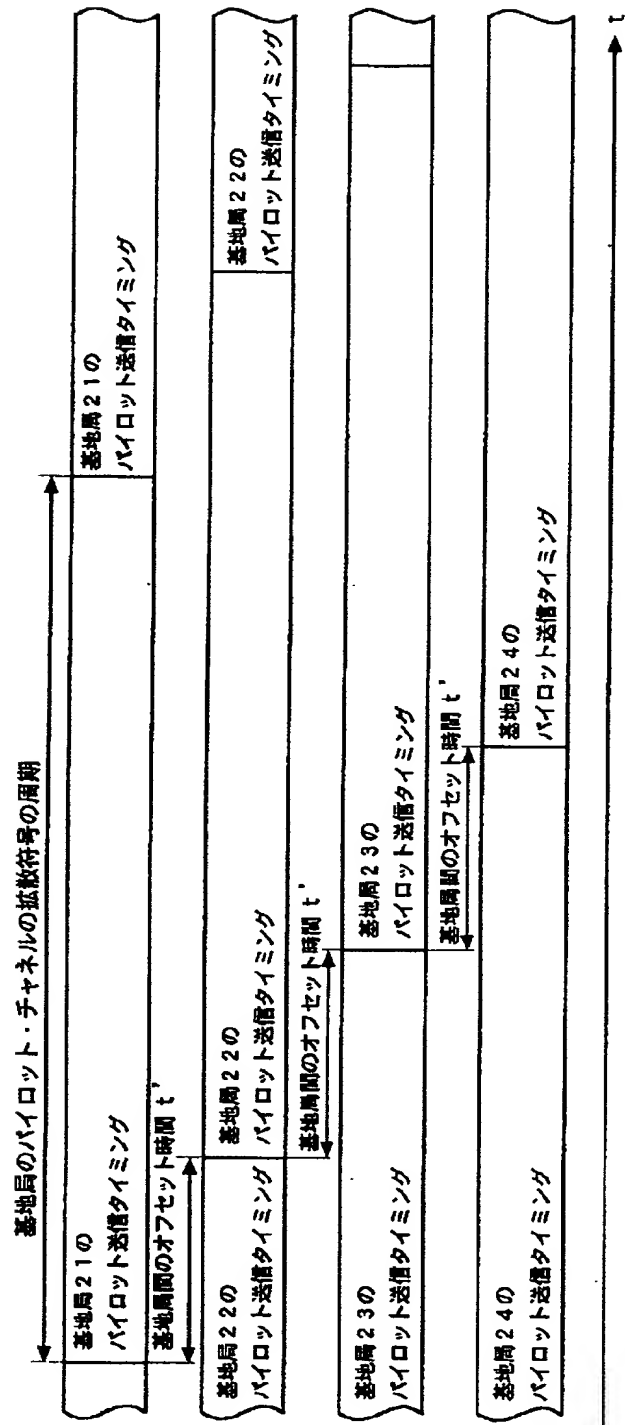 基地局のパイロット・チャネルの拡散符号の周期
基地局21の
パイロット送信タイミング
基地局21の
パイロット送信タイミング
基地局間のオフセット時間 t'
基地局22の
パイロット送信タイミング
基地局22の
パイロット送信タイミング
基地局22の
パイロット送信タイミング
基地局間のオフセット時間 t'
基地局23の
パイロット送信タイミング
基地局23の
パイロット送信タイミング
基地局間のオフセット時間 t'
基地局24の
パイロット送信タイミング
基地局24の
パイロット送信タイミング
t